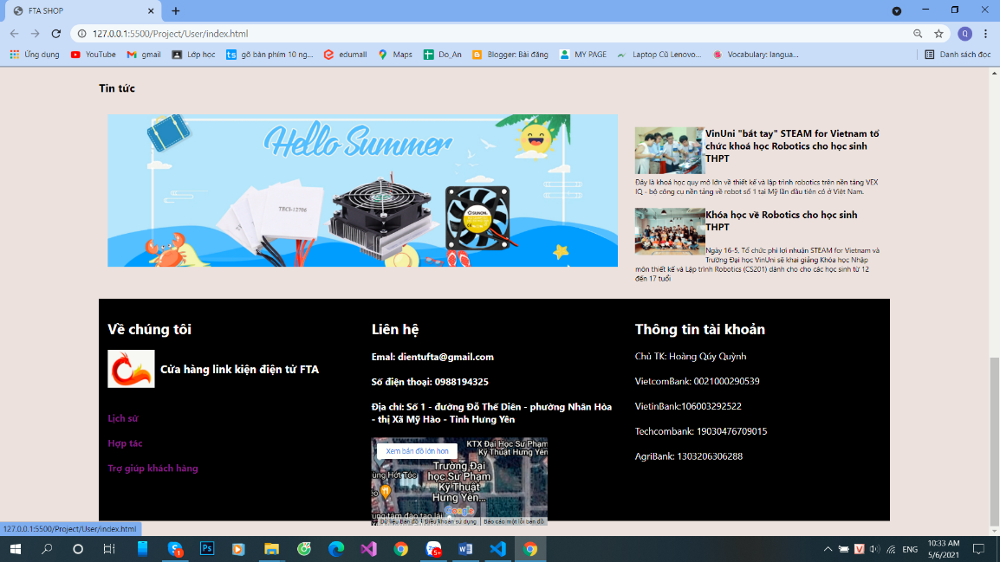 FTA SHOP
127.0.0.1:5500/Project/User/index.html
Q
Ứng dụng
YouTube
gmail
Lớp học
ts
gõ bàn phím 10 ng...
edumall
Maps
Do_An
Blogger: Bài đăng
MY PAGE
Laptop Cũ Lenovo...
Vocabulary: langua...
Danh sách đọc
Tin tức
Hello Summer
TEC1-12706
SUNON
VinUni "bắt tay" STEAM for Vietnam tổ
chức khoá học Robotics cho học sinh
THPT
Đây là khoá học quy mô lớn về thiết kế và lập trình robotics trên nền tảng VEX
IQ - bộ công cụ nền tảng về robot số 1 tại Mỹ lần đầu tiên có ở Việt Nam.
Khóa học về Robotics cho học sinh
THPT
Ngày 16-5, Tổ chức phi lợi nhuận STEAM for Vietnam và
Trường Đại học VinUni sẽ khai giảng Khóa học Nhập
môn thiết kế và Lập trình Robotics (CS201) dành cho cho các học sinh từ 12
đến 17 tuổi
Về chúng tôi
Cửa hàng link kiện điện tử FTA
Lịch sử
Hợp tác
Trợ giúp khách hàng
Liên hệ
Emal: dientufta@gmail.com
Số điện thoại: 0988194325
Địa chỉ: Số 1 - đường Đỗ Thế Diên - phường Nhân Hòa
- thị Xã Mỹ Hào - Tỉnh Hưng Yên
Xem bản đồ lớn hơn
KTX Đại Học Sư Phạm
Kỹ Thuật Hưng Yên
Trường Đại
học Sư Phạm
Kỹ Thuật
Hưng Yên...
Hớt Tóc
Google
Dữ liệu bản đồ
Điều khoản sử dụng
Báo cáo một lỗi bản đồ
Thông tin tài khoản
Chủ TK: Hoàng Qúy Quỳnh
VietcomBank: 0021000290539
VietinBank:106003292522
Techcombank: 19030476709015
AgriBank: 1303206306288
127.0.0.1:5500/Project/User/index.html
Ps
ENG
10:33 AM
5/6/2021